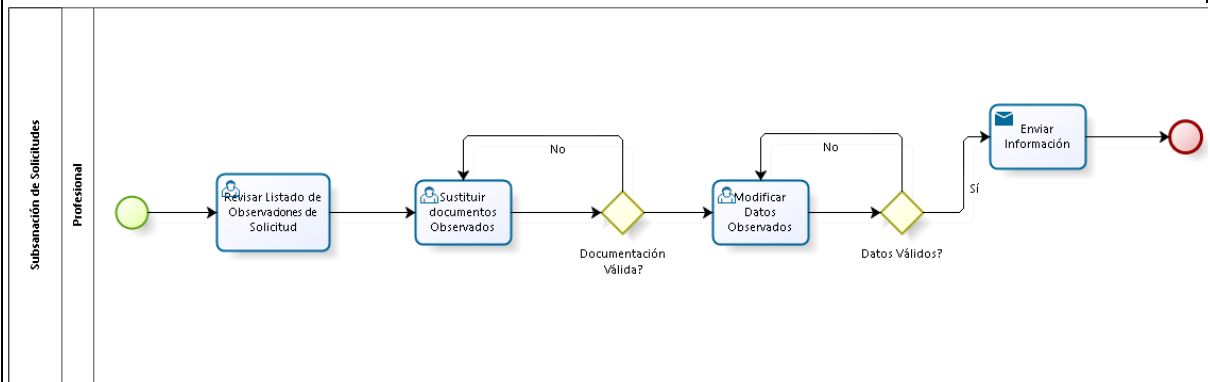 Subsanación de Solicitudes
Profesional
Revisar Listado de
Observaciones de
Solicitud
Sustituir
documentos
Observados
No
Documentación
Válida?
Modificar
Datos
Observados
No
Datos Válidos?
Sí
Enviar
Información